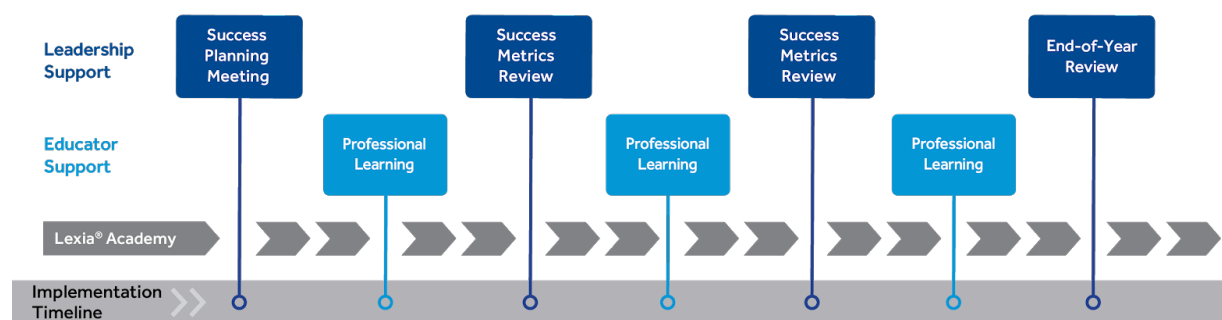 Leadership
Support
Success
Planning
Meeting
Success
Metrics
Review
Success
Metrics
Review
End-of-Year
Review
Educator
Support
Professional
Learning
Professional
Learning
Professional
Learning
Lexia® Academy
Implementation
Timeline